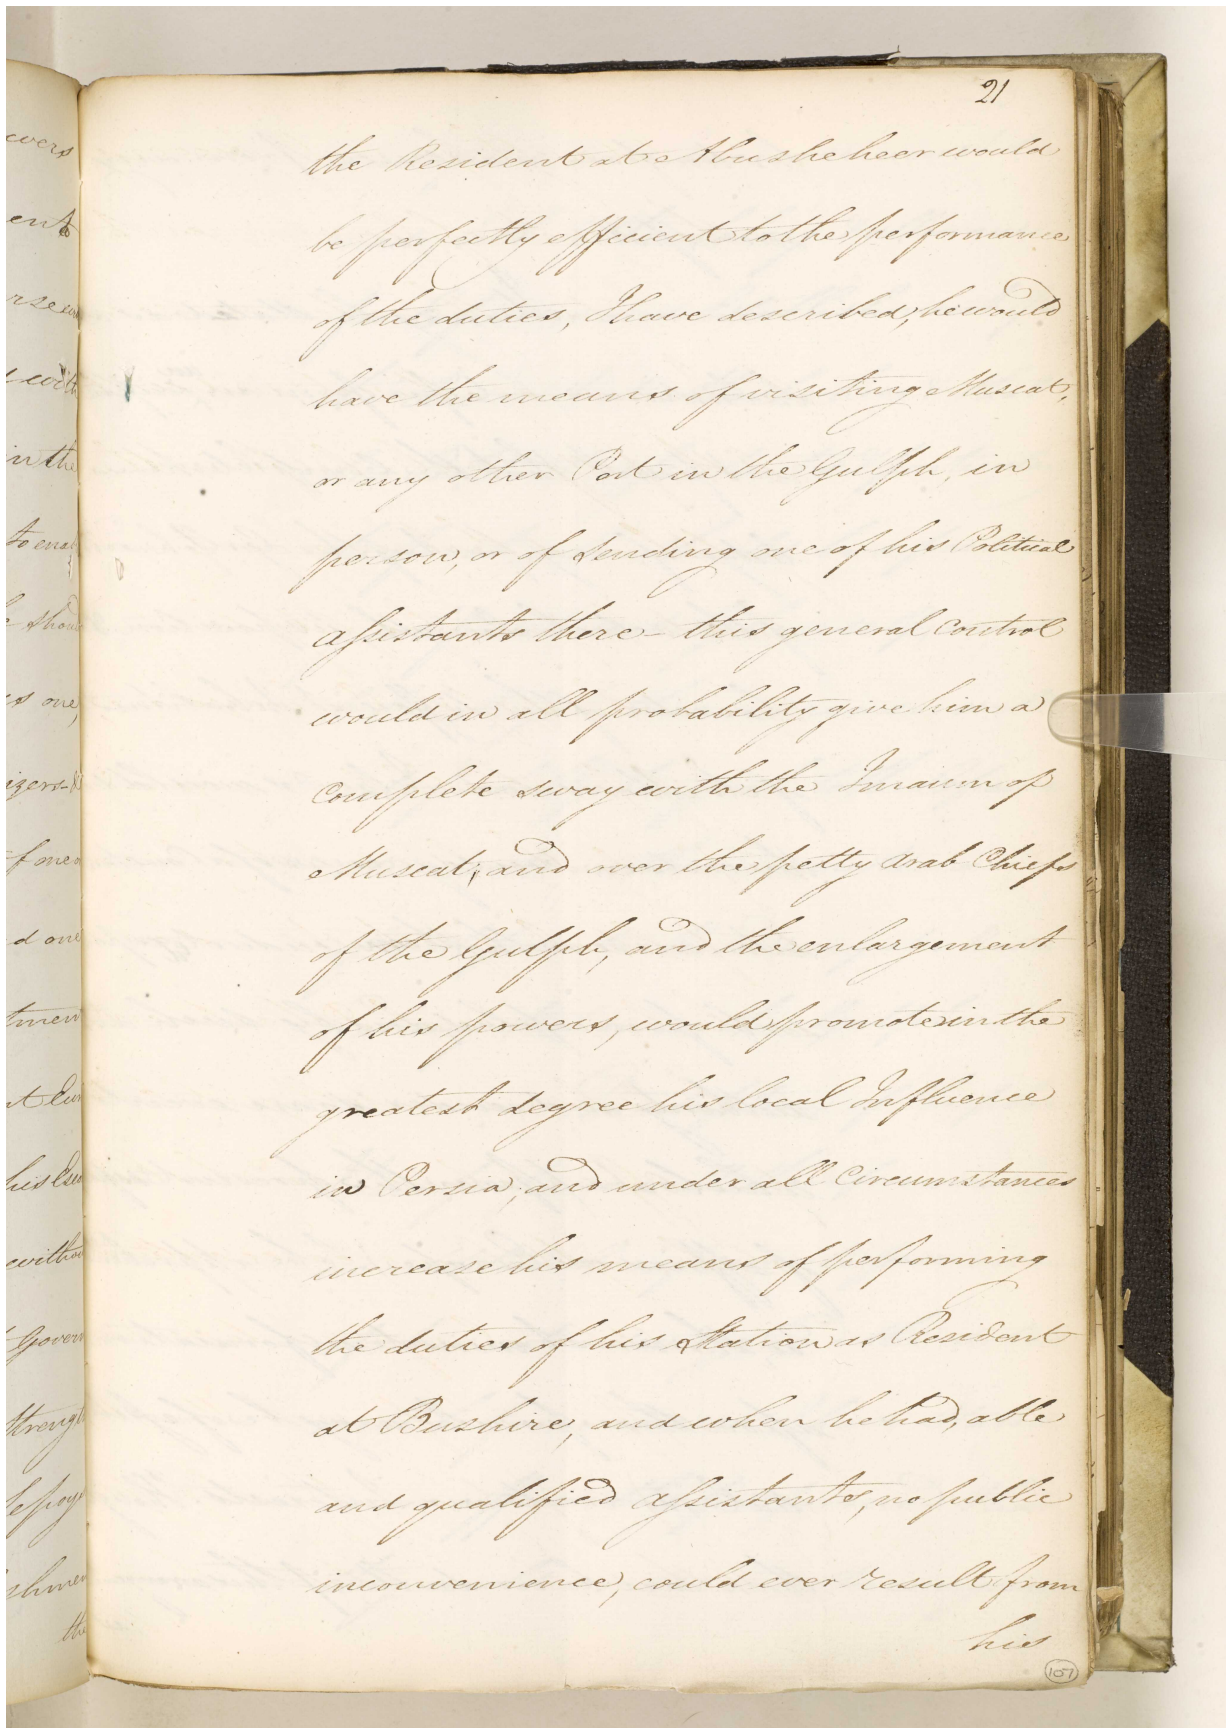 21
the Resident at Abusheheer would
be perfectly efficient to the performance
of the duties, I have described; he would
have the means of visiting Muscat,
or any other Port in the Gulph, in
person, or of sending one of his Political
assistants there – this general control
would in all probability give him a
complete sway with the Imaum of
Muscat; and over the petty Arab Chiefs
of the Gulph, and the enlargement
of his powers, would promote in the
greatest degree his local Influence
in Persia; and under all circumstances
increase his means of performing
the duties of his Station as Resident
at Bushire, and when he had, able
and qualified assistants, no public
inconvenience, could ever result from
his
107